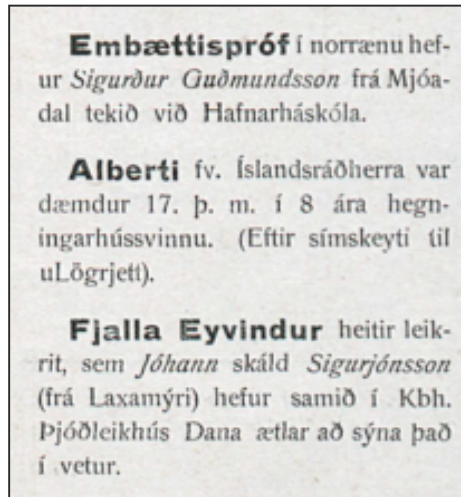 Embættispróf í norrænu hef-
ur Sigurður Guðmundsson frá Mjóa-
dal tekið við Hafnarháskóla.
Alberti fv. Íslandsráðherra var
dæmdur 17. þ. m. í 8 ára hegn-
ingarhússvinnu. (Eftir símskeyti til
uLögrjett).
Fjalla Eyvindur heitir leik-
rit, sem Jóhann skáld Sigurjónsson
(frá Laxamýri) hefur samið í Kbh.
Þjóðleikhús Dana ætlar að sýna það
í vetur.